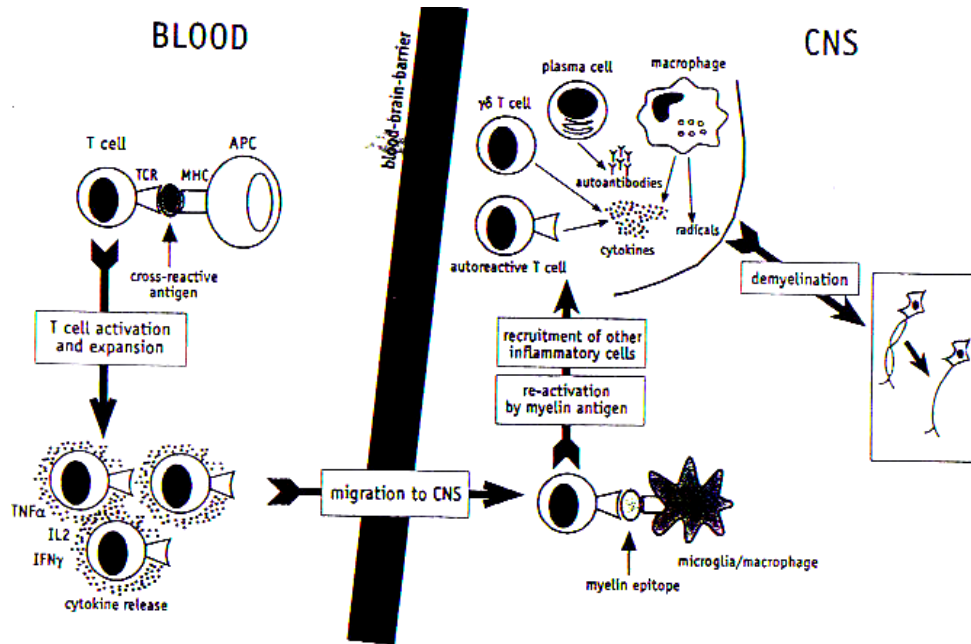 BLOOD
CNS
blood-brain-barrier
T cell
TCR
MHC
APC
cross-reactive
antigen
T cell activation
and expansion
TNFα
IL2
IFNγ
cytokine release
migration to CNS
myelin epitope
microglia/macrophage
re-activation
by myelin antigen
recruitment of other
inflammatory cells
γδ T cell
plasma cell
macrophage
autoantibodies
cytokines
radicals
autoreactive T cell
demyelination